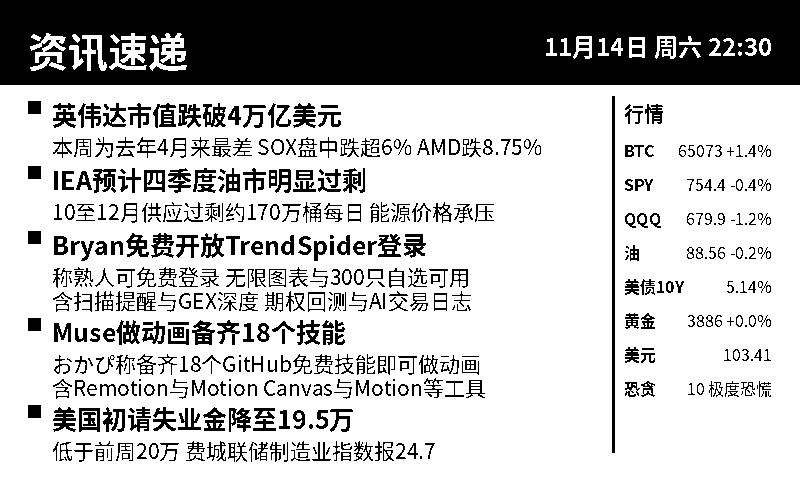 资讯速递
11月14日 周六 22:30
英伟达市值跌破4万亿美元
本周为去年4月来最差 SOX盘中跌超6% AMD跌8.75%
IEA预计四季度油市明显过剩
10至12月供应过剩约170万桶每日 能源价格承压
Bryan免费开放TrendSpider登录
称熟人可免费登录 无限图表与300只自选可用
含扫描提醒与GEX深度 期权回测与AI交易日志
Muse做动画备齐18个技能
おかぴ称备齐18个GitHub免费技能即可做动画
含Remotion与Motion Canvas与Motion等工具
美国初请失业金降至19.5万
低于前周20万 费城联储制造业指数报24.7
行情
BTC 65073 +1.4%
SPY 754.4 -0.4%
QQQ 679.9 -1.2%
油 88.56 -0.2%
美债10Y 5.14%
黄金 3886 +0.0%
美元 103.41
恐贪 10 极度恐慌